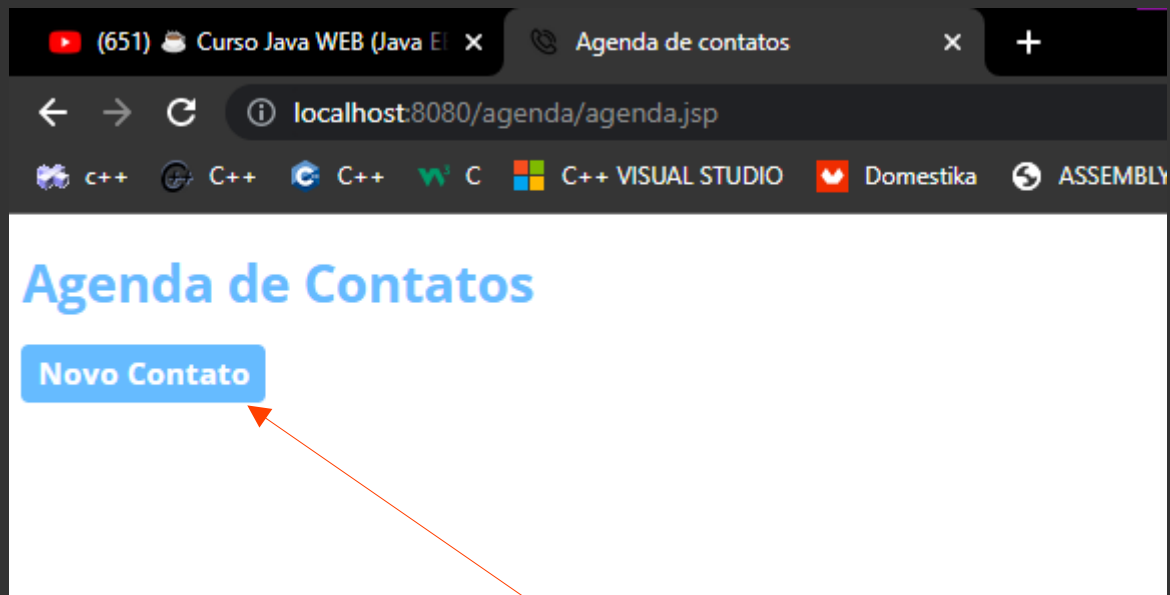 (651) ☕ Curso Java WEB (Java E
Agenda de contatos
localhost:8080/agenda/agenda.jsp
c++ C++ C++ C C++ VISUAL STUDIO Domestika ASSEMBLY
Agenda de Contatos
Novo Contato